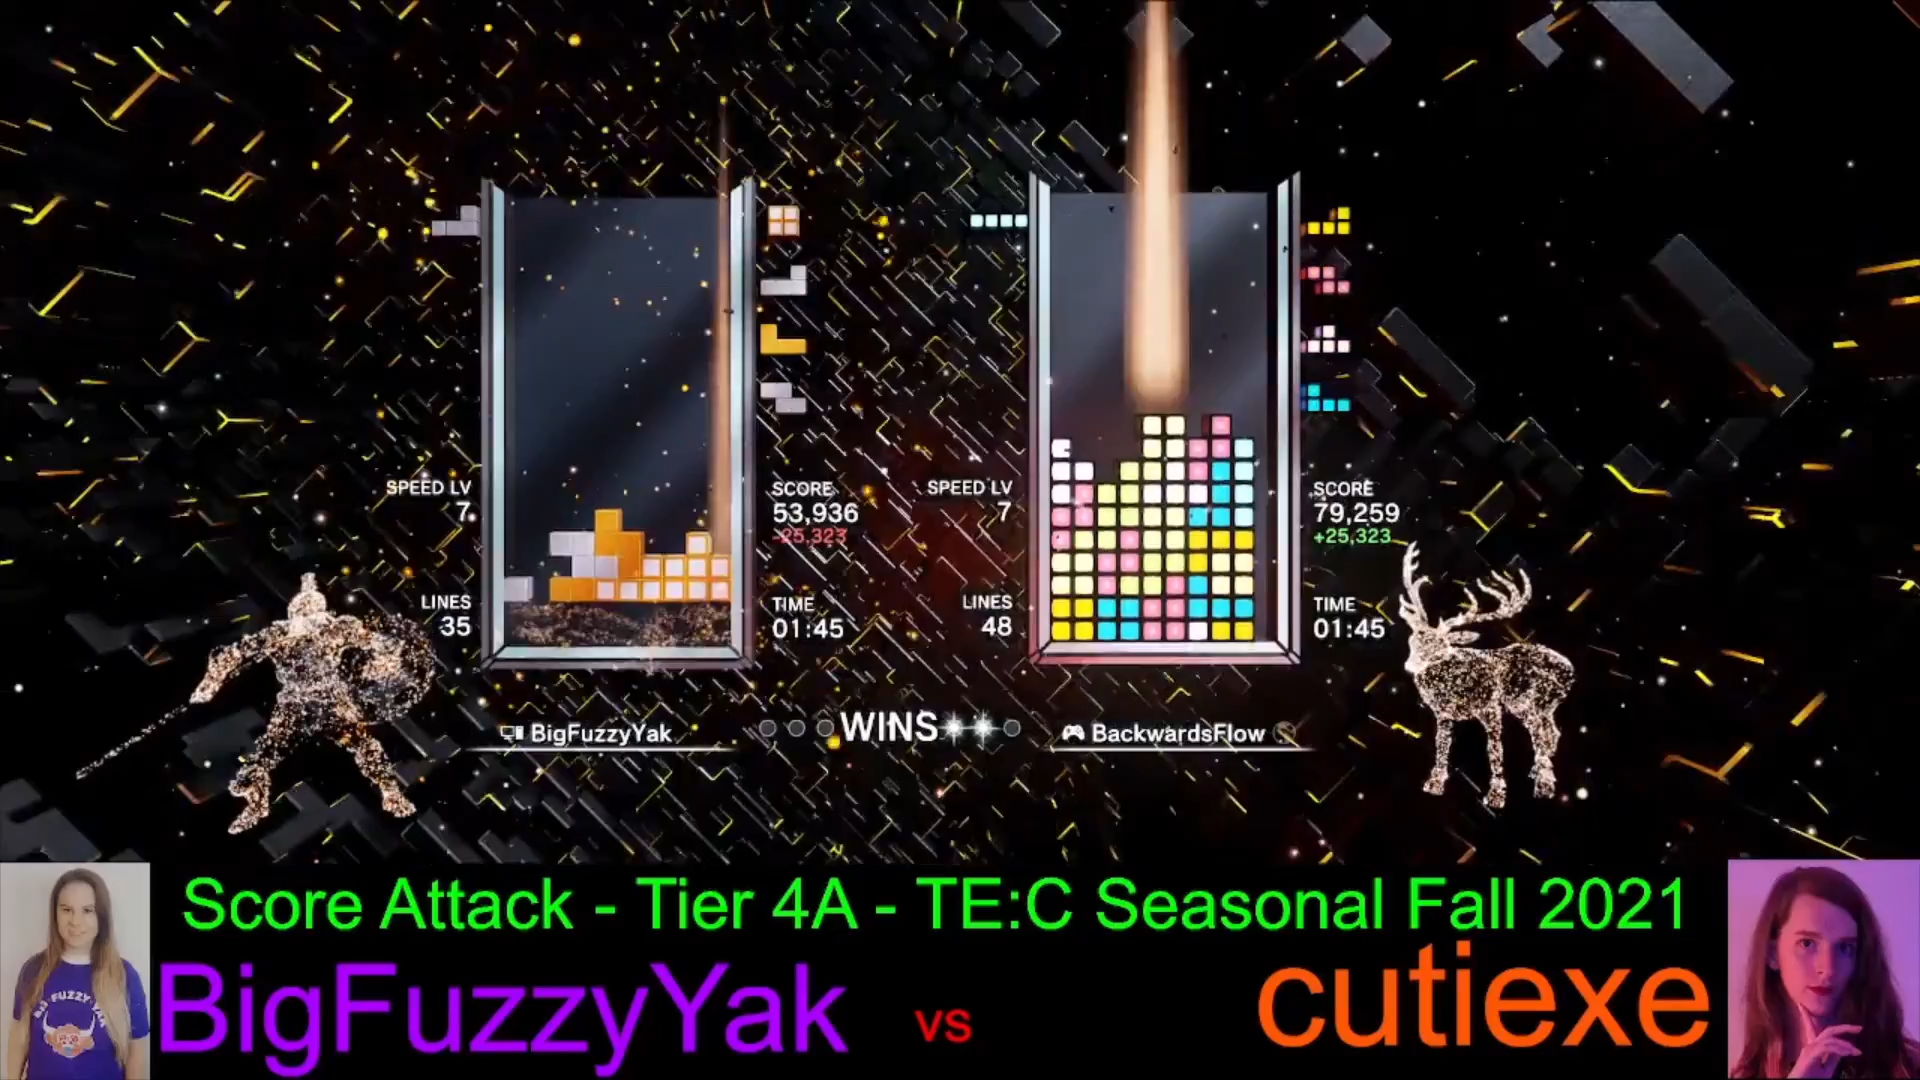 SPEED LV
7
LINES
35
SCORE
53,936
-25,323
TIME
01:45
SPEED LV
7
LINES
48
SCORE
79,259
+25,323
TIME
01:45
BigFuzzyYak
WINS
BackwardsFlow
Score Attack - Tier 4A - TE:C Seasonal Fall 2021
BigFuzzyYak vs cutiexe